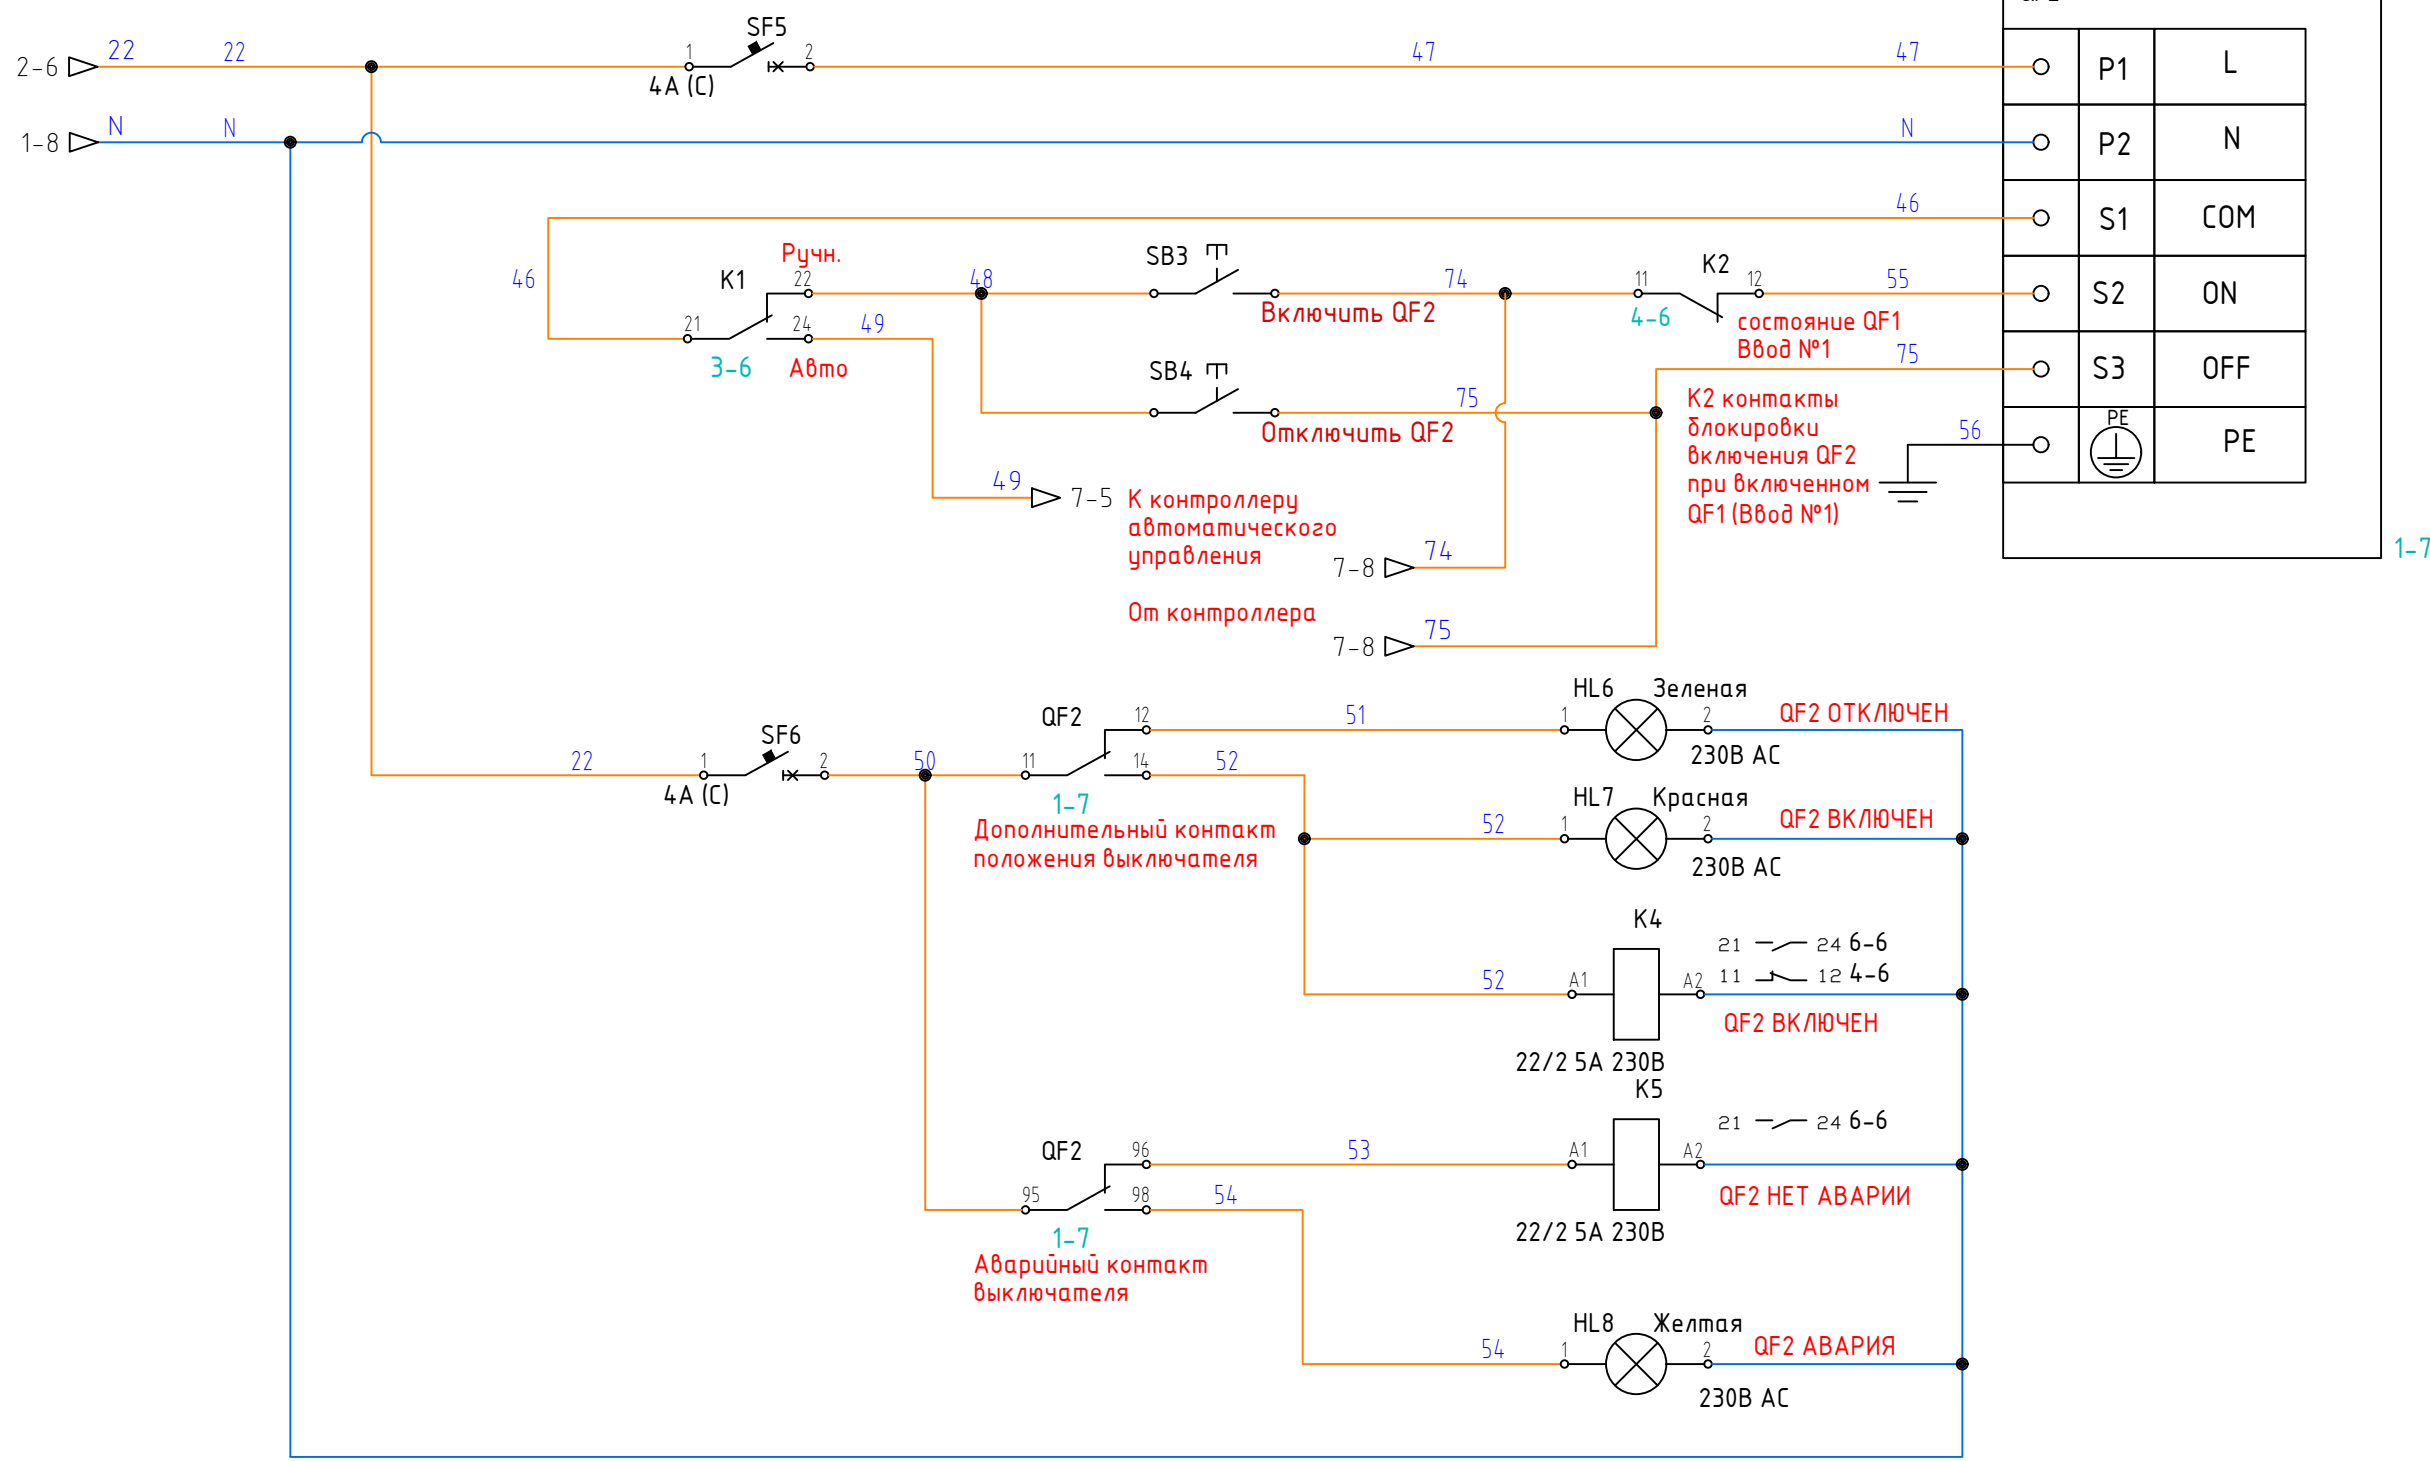 SF5
2-6 22 22 1 2 47 47 P1 L
4А (С)
1-8 N N N P2 N
46 S1 COM
Ручн.
46 K1 22 48 SB3 74 11 K2 12 55 S2 ON
Включить QF2
21 24 49
3-6 Авто
4-6
состояние QF1
Ввод №1
SB4 75 75 S3 OFF
Отключить QF2
К2 контакты
блокировки
включения QF2
при включенном
QF1 (Ввод №1)
56 PE PE
49 7-5
К контроллеру
автоматического
управления
7-8 74
От контроллера
7-8 75
1-7
22 1 SF6 2 50
4А (С)
QF2 11 12 14
1-7
Дополнительный контакт
положения выключателя
51 1 HL6 Зеленая 2 QF2 ОТКЛЮЧЕН
230В АС
52
52 1 HL7 Красная 2 QF2 ВКЛЮЧЕН
230В АС
K4
21 24 6-6
11 12 4-6
52 A1 A2
QF2 ВКЛЮЧЕН
22/2 5А 230В
K5
21 24 6-6
QF2 95 96 98
53 A1 A2
QF2 НЕТ АВАРИИ
22/2 5А 230В
1-7
Аварийный контакт
выключателя
54
54 1 HL8 Желтая 2 QF2 АВАРИЯ
230В АС